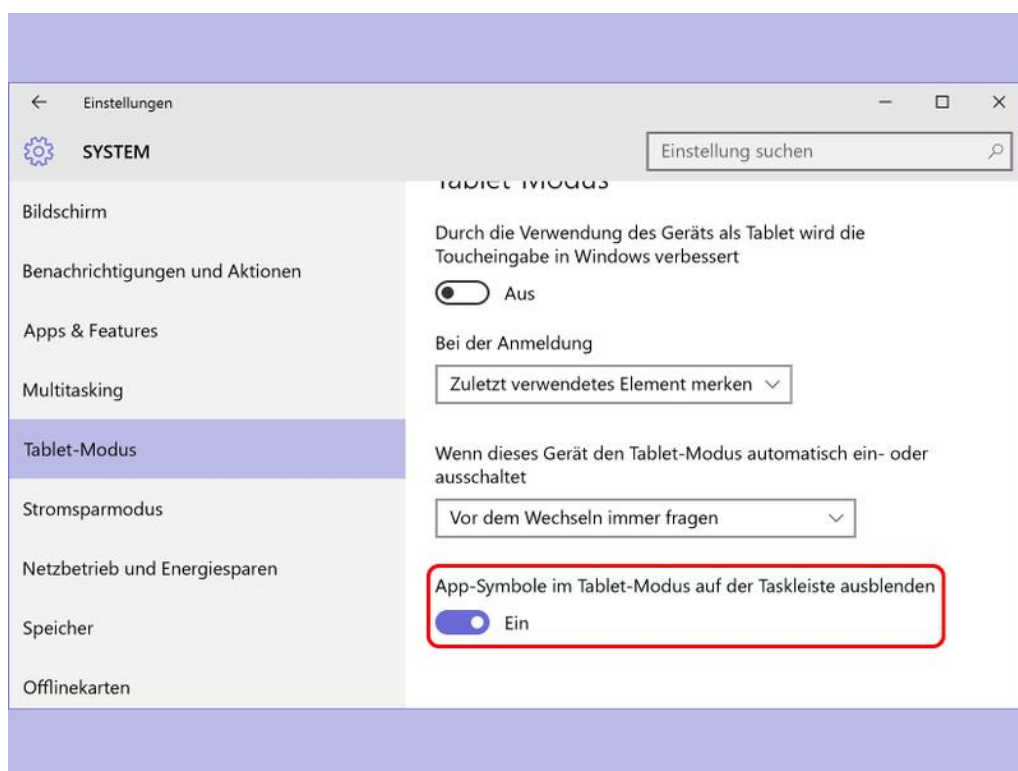 Einstellungen
SYSTEM
Einstellung suchen
Bildschirm
Benachrichtigungen und Aktionen
Apps & Features
Multitasking
Tablet-Modus
Stromsparmodus
Netzbetrieb und Energiesparen
Speicher
Offlinekarten
Tablet-Modus
Durch die Verwendung des Geräts als Tablet wird die
Toucheingabe in Windows verbessert
Aus
Bei der Anmeldung
Zuletzt verwendetes Element merken
Wenn dieses Gerät den Tablet-Modus automatisch ein- oder
ausschaltet
Vor dem Wechseln immer fragen
App-Symbole im Tablet-Modus auf der Taskleiste ausblenden
Ein